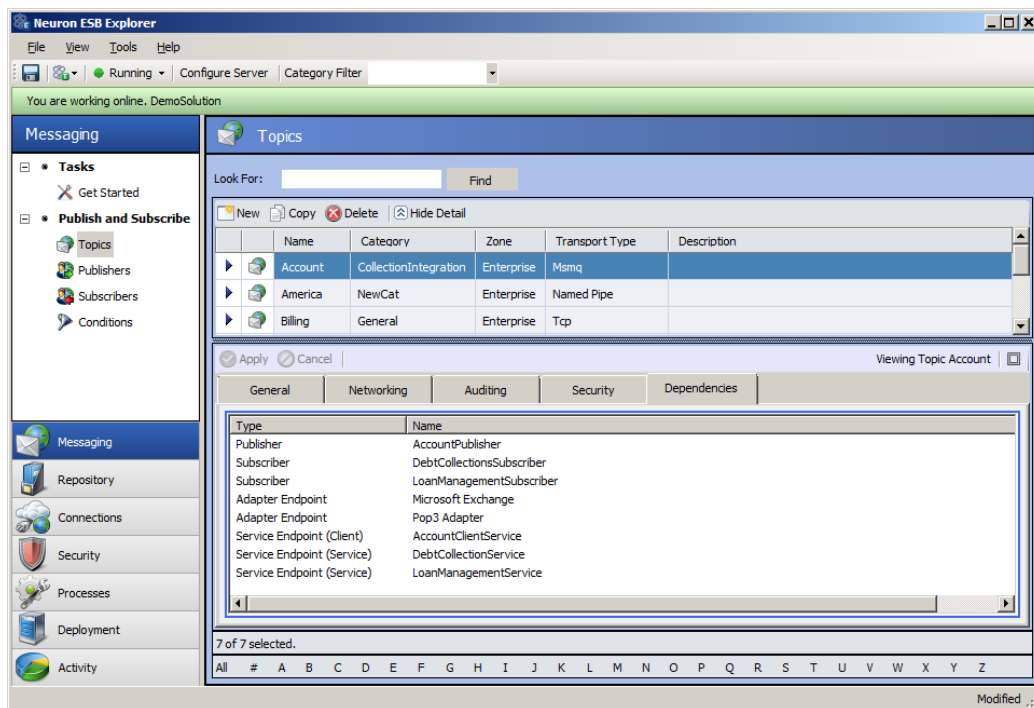 Neuron ESB Explorer
File View Tools Help
Running Configure Server Category Filter
You are working online. DemoSolution
Messaging
Tasks
Get Started
Publish and Subscribe
Topics
Publishers
Subscribers
Conditions
Messaging
Repository
Connections
Security
Processes
Deployment
Activity
Topics
Look For: Find
New Copy Delete Hide Detail
Name Category Zone Transport Type Description
Account CollectionIntegration Enterprise Msmq
America NewCat Enterprise Named Pipe
Billing General Enterprise Tcp
Apply Cancel Viewing Topic Account
General Networking Auditing Security Dependencies
Type Name
Publisher AccountPublisher
Subscriber DebtCollectionsSubscriber
Subscriber LoanManagementSubscriber
Adapter Endpoint Microsoft Exchange
Adapter Endpoint Pop3 Adapter
Service Endpoint (Client) AccountClientService
Service Endpoint (Service) DebtCollectionService
Service Endpoint (Service) LoanManagementService
7 of 7 selected.
All # A B C D E F G H I J K L M N O P Q R S T U V W X Y Z
Modified